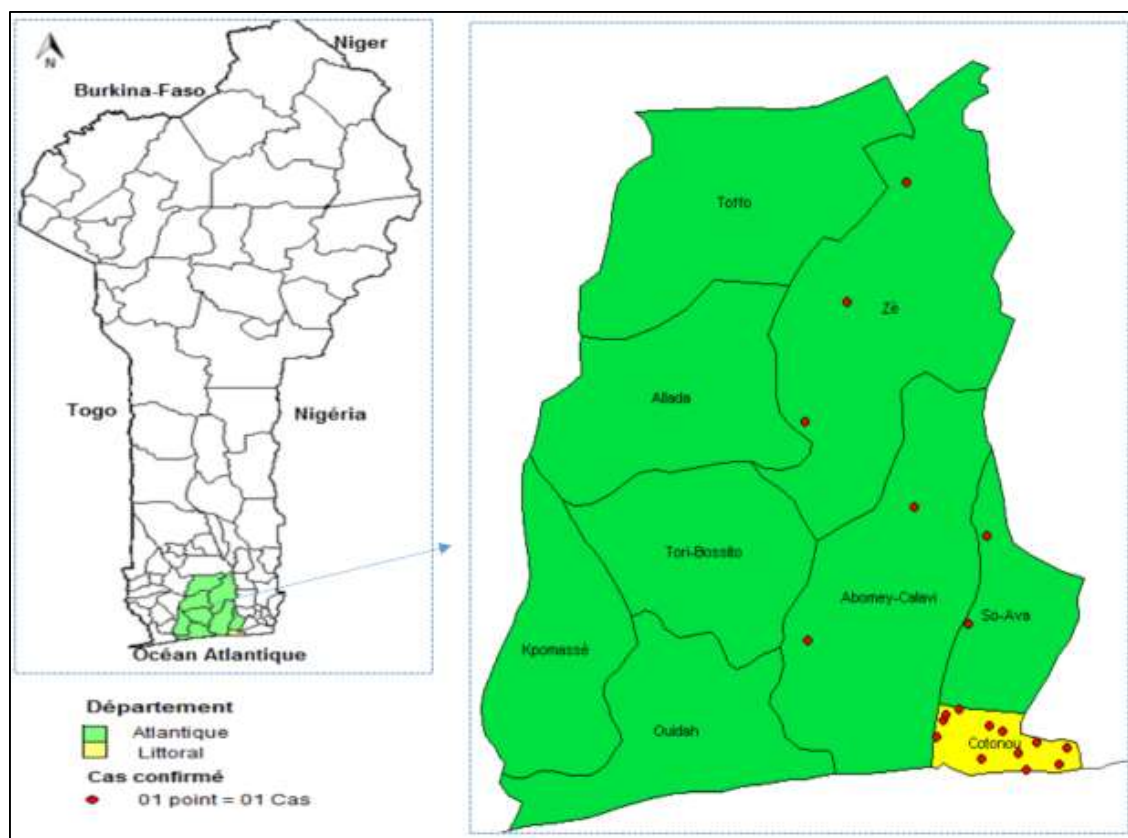 Niger
Burkina-Faso
N
Togo
Nigéria
Océan Atlantique
Département
Atlantique
Littoral
Cas confirmé
01 point = 01 Cas
Toffo
Zè
Allada
Tori-Bossito
Abomey-Calavi
So-Ava
Kpomassè
Ouidah
Cotonou